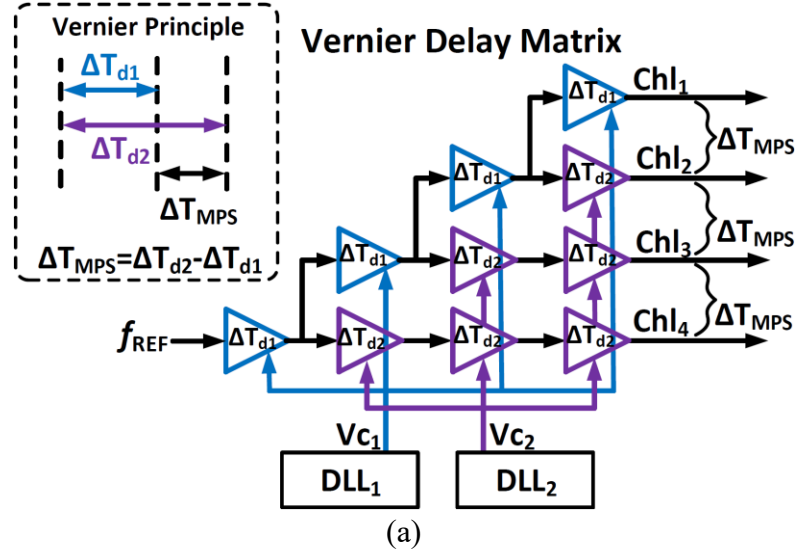 Vernier Principle
ΔTd1
ΔTd2
ΔTMPS
ΔTMPS=ΔTd2-ΔTd1
Vernier Delay Matrix
ΔTd1
Chl1
ΔTMPS
ΔTd1
ΔTd2
Chl2
ΔTMPS
ΔTd1
ΔTd2
ΔTd2
Chl3
ΔTMPS
fREF
ΔTd1
ΔTd2
ΔTd2
ΔTd2
Chl4
Vc1
Vc2
DLL1
DLL2
(a)